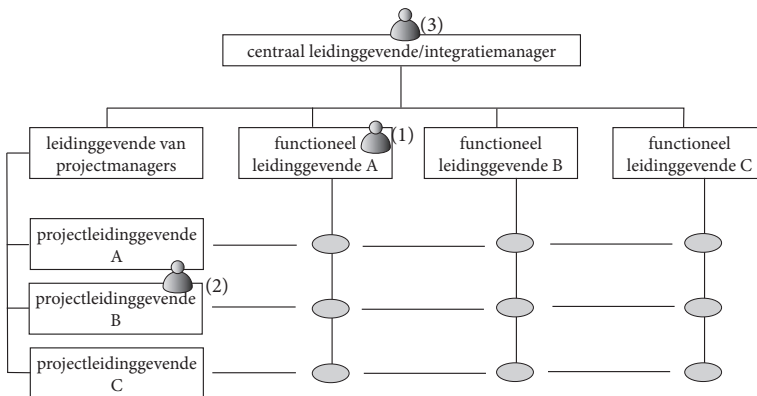 (3)
centraal leidinggevende/integratiemanager
leidinggevende van
projectmanagers
functioneel
leidinggevende A
(1)
functioneel
leidinggevende B
functioneel
leidinggevende C
projectleidinggevende
A
(2)
projectleidinggevende
B
projectleidinggevende
C